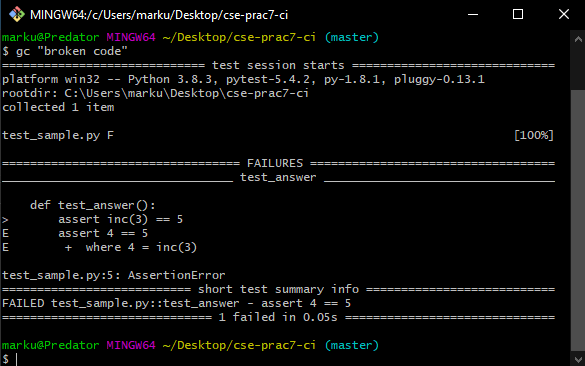 MINGW64:/c/Users/marku/Desktop/cse-prac7-ci
marku@Predator MINGW64 ~/Desktop/cse-prac7-ci (master)
$ gc "broken code"
============================= test session starts =============================
platform win32 -- Python 3.8.3, pytest-5.4.2, py-1.8.1, pluggy-0.13.1
rootdir: C:\Users\marku\Desktop\cse-prac7-ci
collected 1 item
test_sample.py F [100%]
================================== FAILURES ===================================
_________________________________ test_answer _________________________________
def test_answer():
> assert inc(3) == 5
E assert 4 == 5
E + where 4 = inc(3)
test_sample.py:5: AssertionError
=========================== short test summary info ===========================
FAILED test_sample.py::test_answer - assert 4 == 5
============================== 1 failed in 0.05s ==============================
marku@Predator MINGW64 ~/Desktop/cse-prac7-ci (master)
$